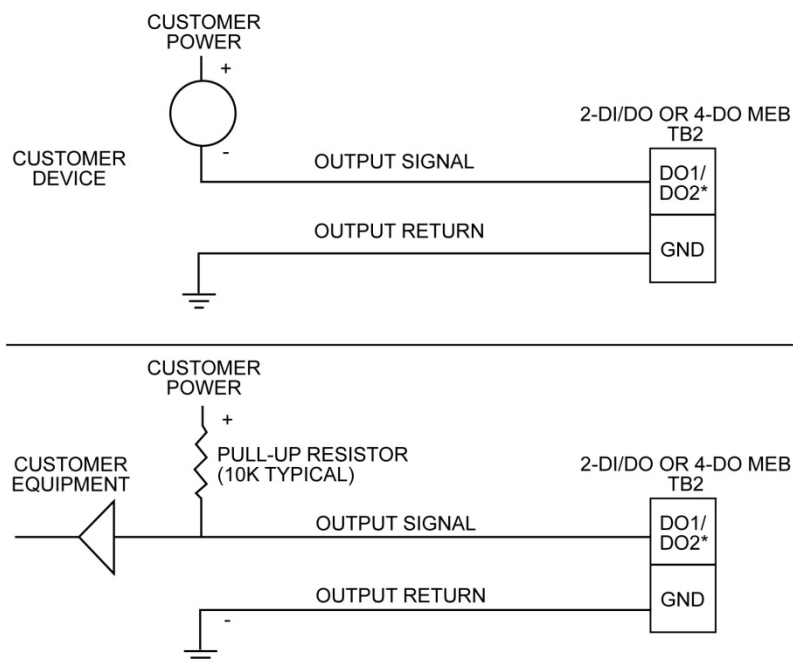 CUSTOMER
POWER
+
2-DI/DO OR 4-DO MEB
TB2
CUSTOMER
DEVICE
-
OUTPUT SIGNAL
DO1/
DO2*
OUTPUT RETURN
GND
CUSTOMER
POWER
+
PULL-UP RESISTOR
(10K TYPICAL)
CUSTOMER
EQUIPMENT
2-DI/DO OR 4-DO MEB
TB2
OUTPUT SIGNAL
DO1/
DO2*
OUTPUT RETURN
GND
-